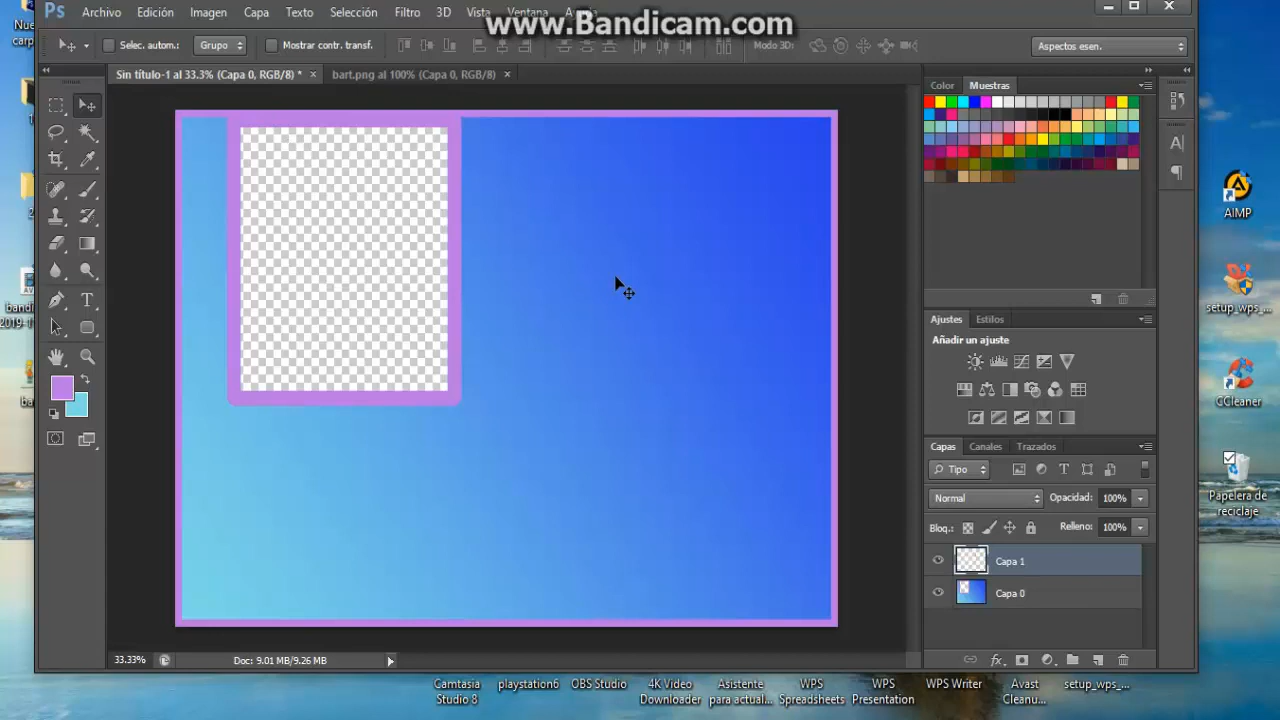 Nue
carp
Ps Archivo Edición Imagen Capa Texto Selección Filtro 3D Vista Ventana
www.Bandicam.com
Selec. autom.: Grupo Mostrar contr. transf. Modo 3D: Aspectos esen.
Sin título-1 al 33.3% (Capa 0, RGB/8) * × bart.png al 100% (Capa 0, RGB/8) ×
Color Muestras
A
T
AIMP
bandi
2019-1
setup_wps_...
Ajustes Estilos
Añadir un ajuste
CCleaner
ba
Capas Canales Trazados
Tipo T
Normal Opacidad: 100%
Papelera de
reciclaje
Bloq.: Relleno: 100%
Capa 1
Capa 0
33.33% Doc: 9.01 MB/9.26 MB
fx
Camtasia
Studio 8
playstation6
OBS Studio
4K Video
Downloader
Asistente
para actual...
WPS
Spreadsheets
WPS
Presentation
WPS Writer
Avast
Cleanu...
setup_wps_...